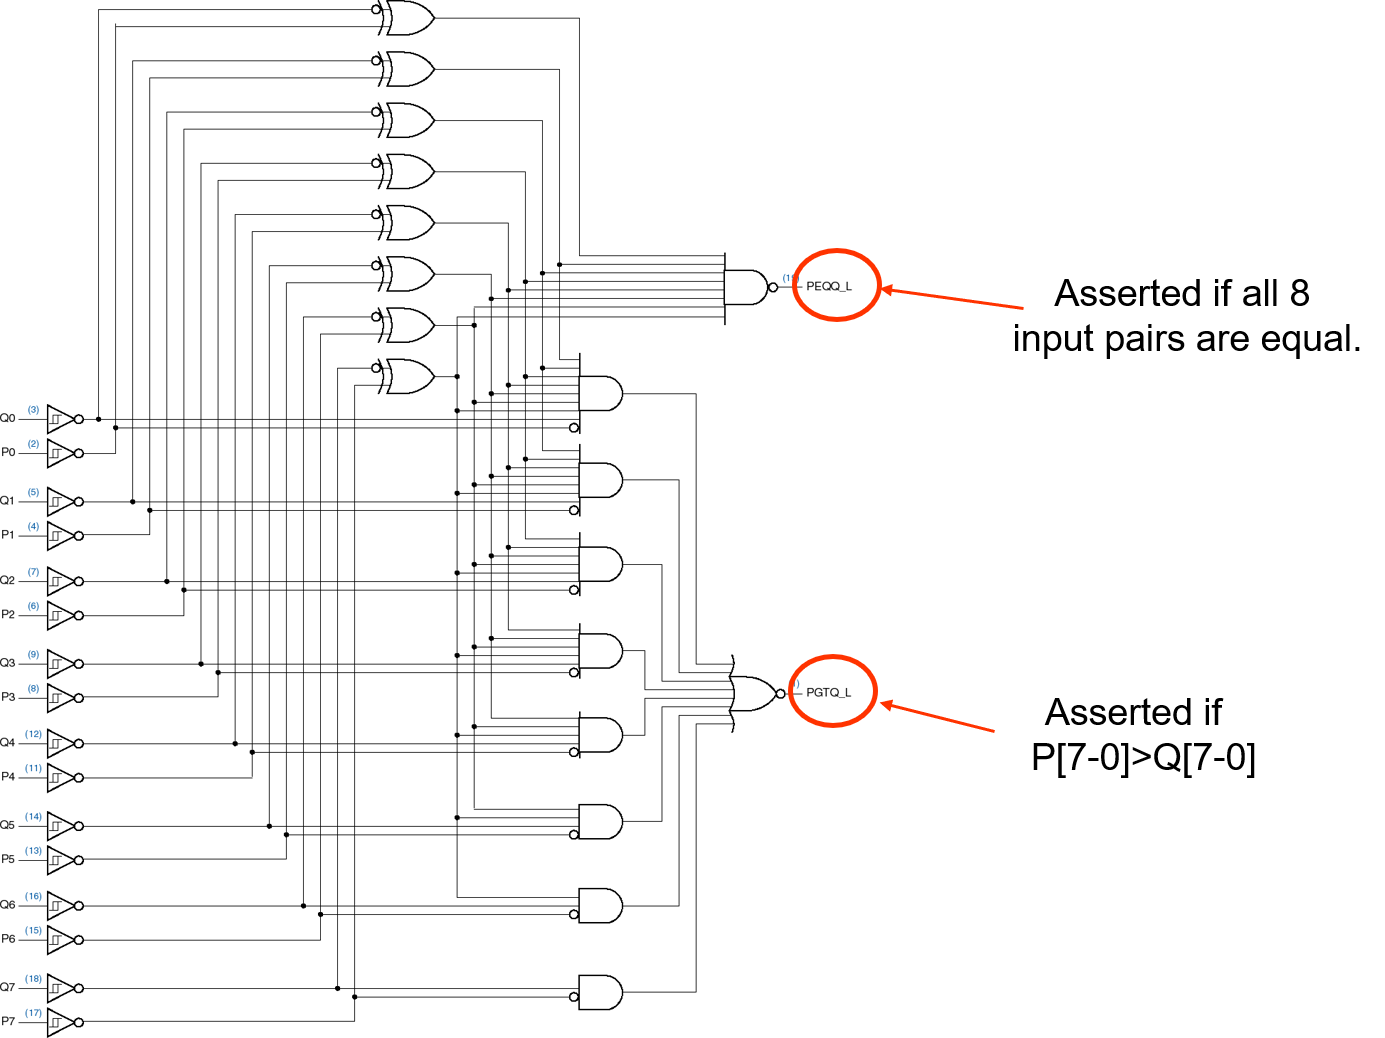 (19) PEQQ_L
Asserted if all 8
input pairs are equal.
Q0 (3)
P0 (2)
Q1 (5)
P1 (4)
Q2 (7)
P2 (6)
Q3 (9)
P3 (8)
Q4 (12)
P4 (11)
Q5 (14)
P5 (13)
Q6 (16)
P6 (15)
Q7 (18)
P7 (17)
PGTQ_L
Asserted if
P[7-0]>Q[7-0]